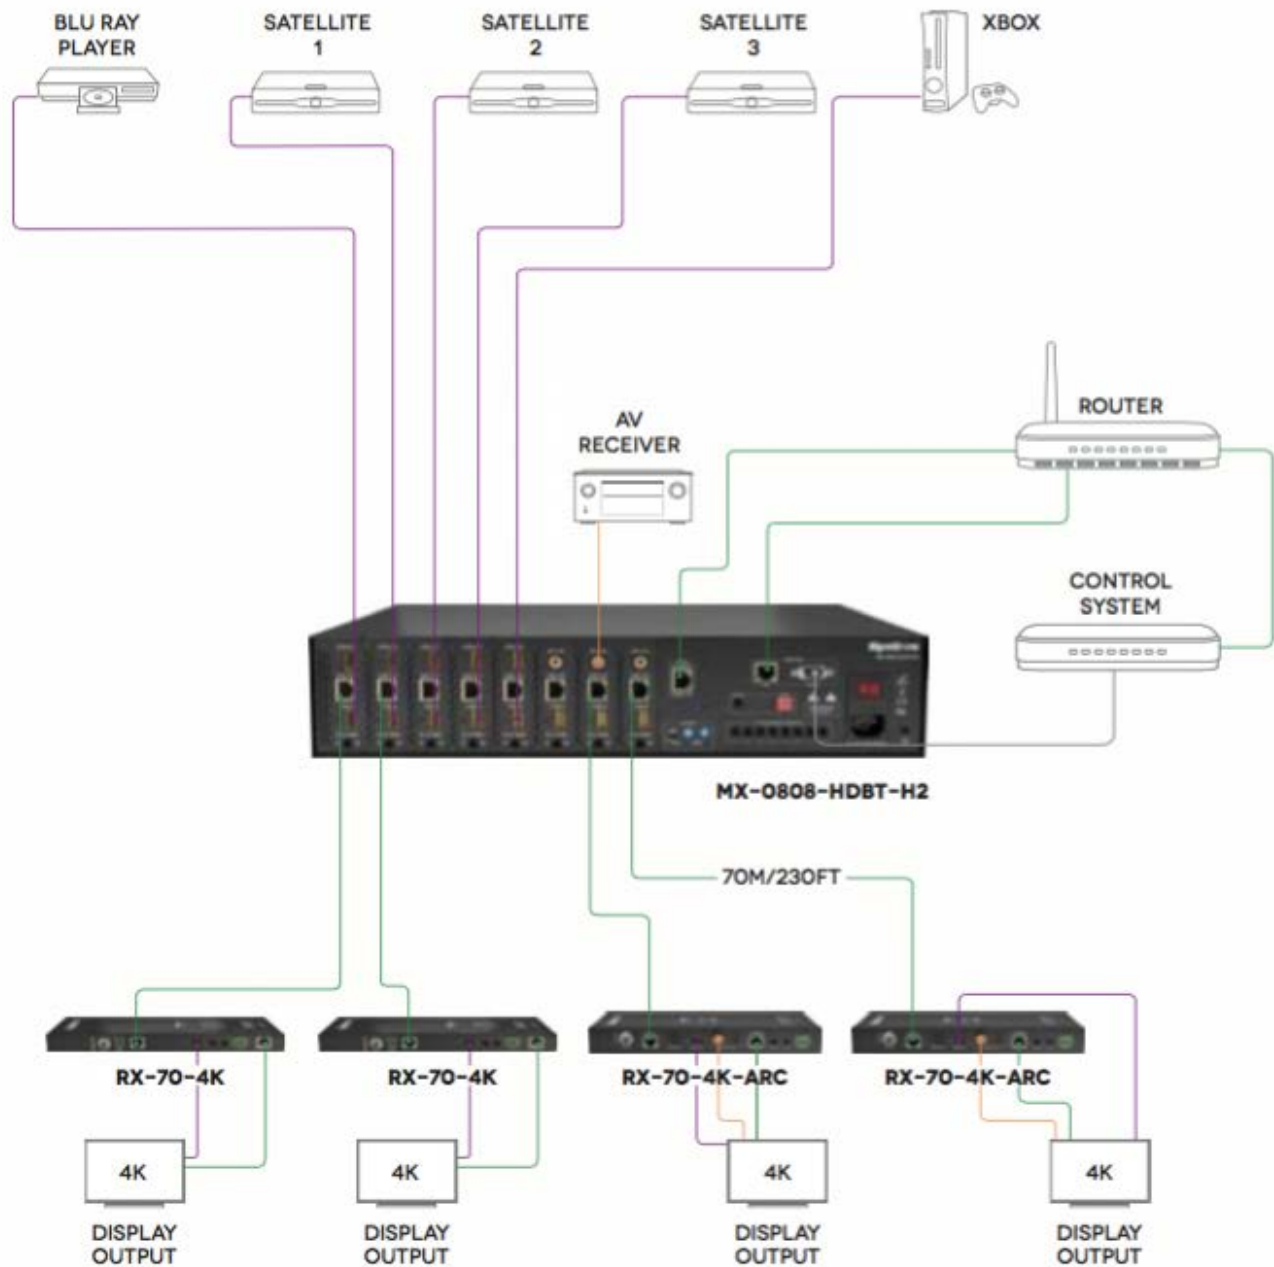 BLU RAY
PLAYER
SATELLITE
1
SATELLITE
2
SATELLITE
3
XBOX
ROUTER
AV
RECEIVER
CONTROL
SYSTEM
MX-0808-HDBT-H2
70M/230FT
RX-70-4K
RX-70-4K
RX-70-4K-ARC
RX-70-4K-ARC
4K
4K
4K
4K
DISPLAY
OUTPUT
DISPLAY
OUTPUT
DISPLAY
OUTPUT
DISPLAY
OUTPUT